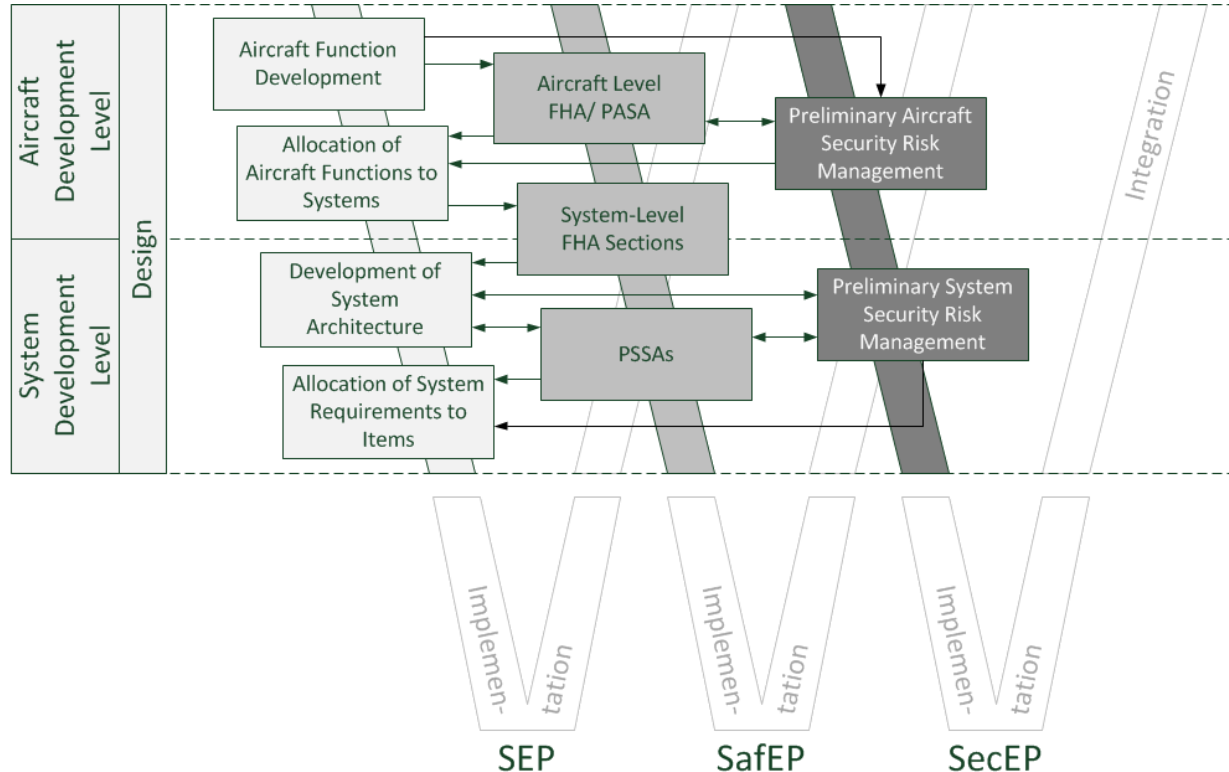 Aircraft
Development
Level
System
Development
Level
Design
Aircraft Function
Development
Aircraft Level
FHA/ PASA
Preliminary Aircraft
Security Risk
Management
Allocation of
Aircraft Functions to
Systems
System-Level
FHA Sections
Development of
System
Architecture
Preliminary System
Security Risk
Management
PSSAs
Allocation of System
Requirements to
Items
Integration
Implemen-
tation
Implemen-
tation
Implemen-
tation
SEP
SafEP
SecEP